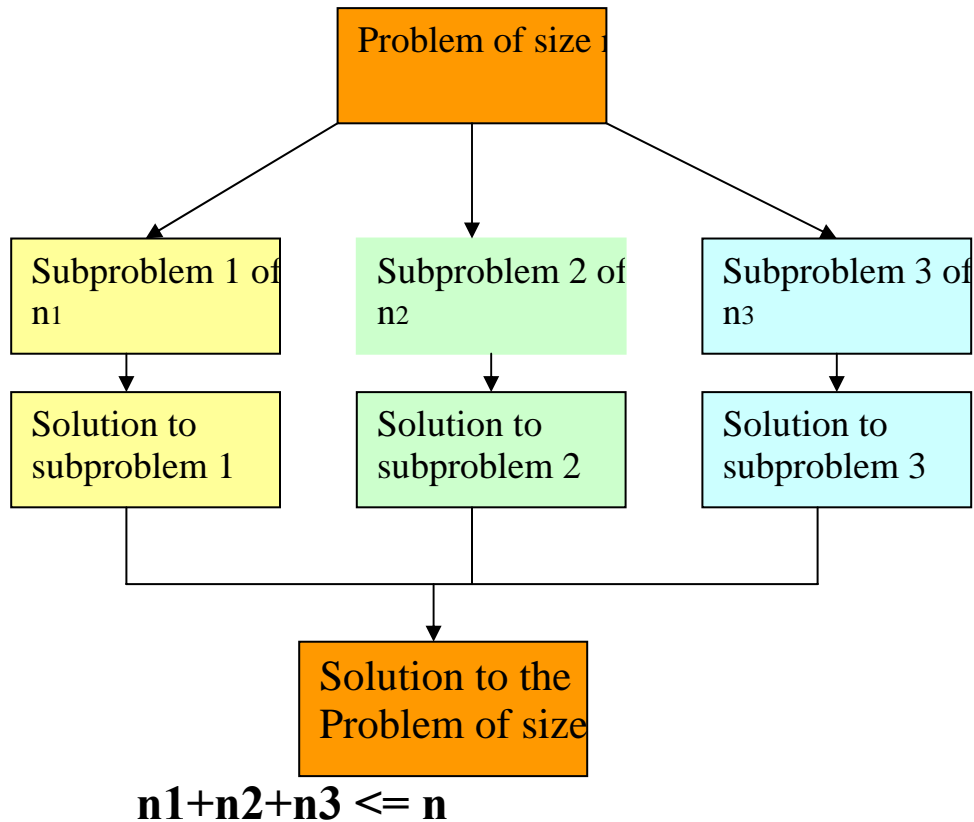 Problem of size
Subproblem 1 of
n1
Subproblem 2 of
n2
Subproblem 3 of
n3
Solution to
subproblem 1
Solution to
subproblem 2
Solution to
subproblem 3
Solution to the
Problem of size
n1+n2+n3 <= n